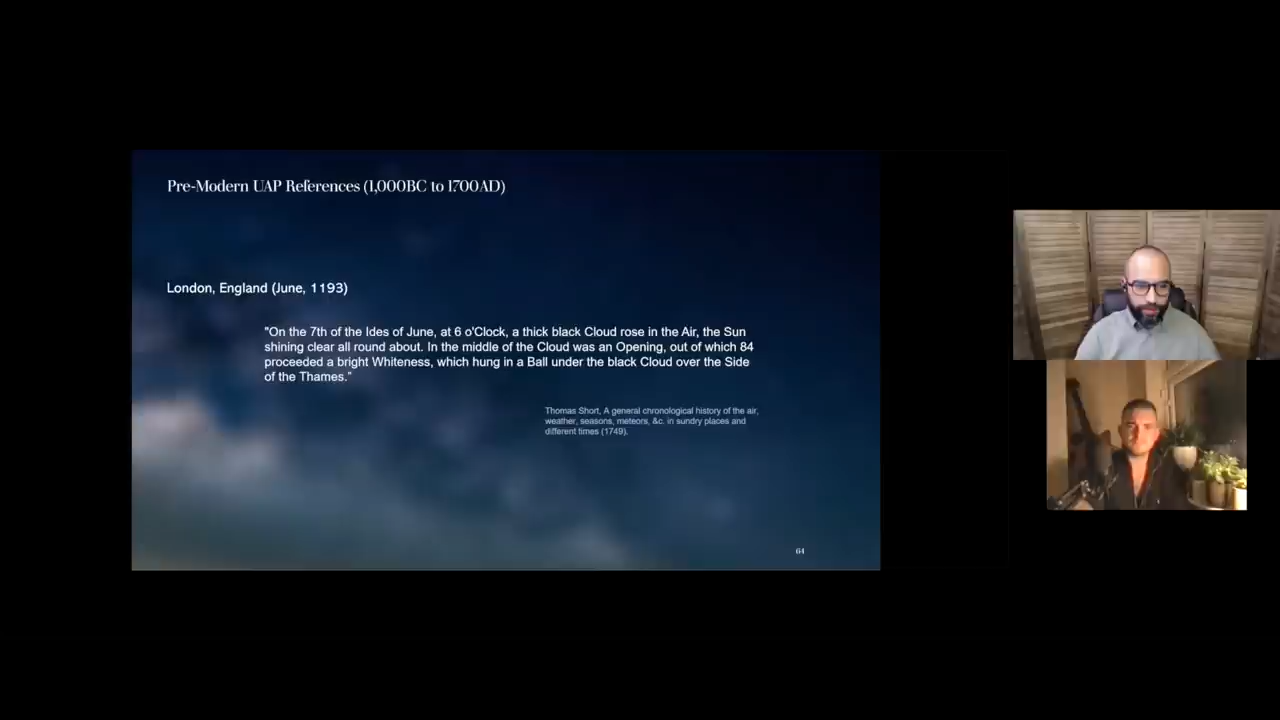 Pre-Modern UAP References (1,000BC to 1700AD)
London, England (June, 1193)
"On the 7th of the Ides of June, at 6 o'Clock, a thick black Cloud rose in the Air, the Sun
shining clear all round about. In the middle of the Cloud was an Opening, out of which 84
proceeded a bright Whiteness, which hung in a Ball under the black Cloud over the Side
of the Thames."
Thomas Short, A general chronological history of the air,
weather, seasons, meteors, &c. in sundry places and
different times (1749).
64